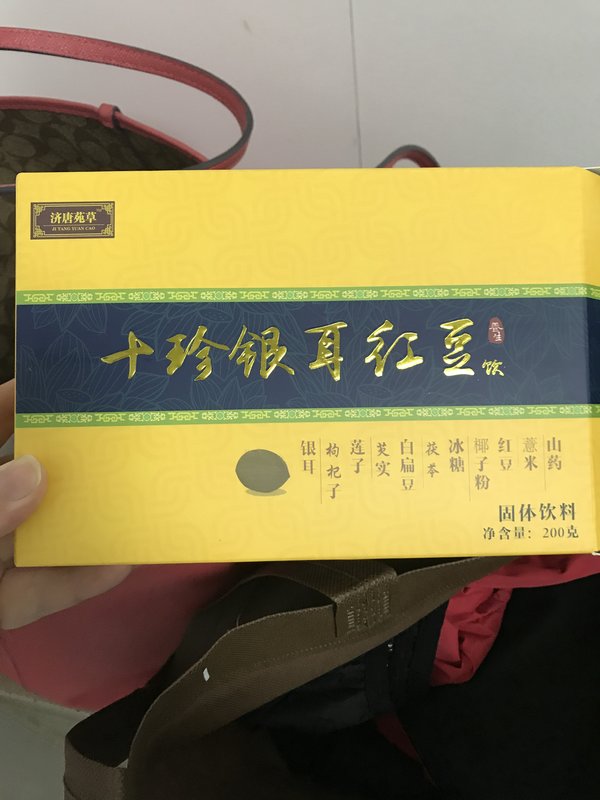 济唐苑草
JI TANG YUAN CAO
十珍银耳红豆饮
养生
山药
薏米
红豆
椰子粉
冰糖
茯苓
白扁豆
芡实
莲子
枸杞子
银耳
固体饮料
净含量：200克